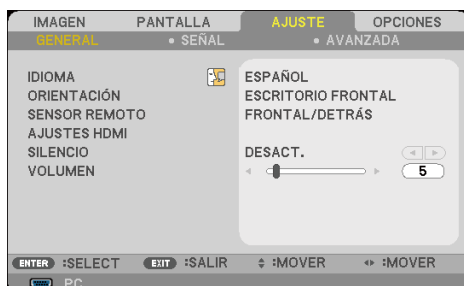 IMAGEN PANTALLA AJUSTE OPCIONES
GENERAL • SEÑAL • AVANZADA
IDIOMA ESPAÑOL
ORIENTACIÓN ESCRITORIO FRONTAL
SENSOR REMOTO FRONTAL/DETRÁS
AJUSTES HDMI
SILENCIO DESACT.
VOLUMEN 5
ENTER :SELECT EXIT :SALIR :MOVER :MOVER
PC